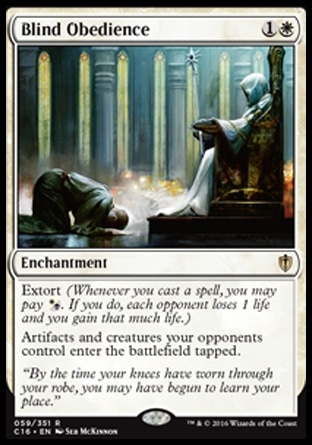 Blind Obedience 1
Enchantment
Extort (Whenever you cast a spell, you may
pay . If you do, each opponent loses 1 life
and you gain that much life.)
Artifacts and creatures your opponents
control enter the battlefield tapped.
“By the time your knees have worn through
your robe, you may have begun to learn your
place.”
059/351 R
C16 • EN Seb McKinnon
™ & © 2016 Wizards of the Coast